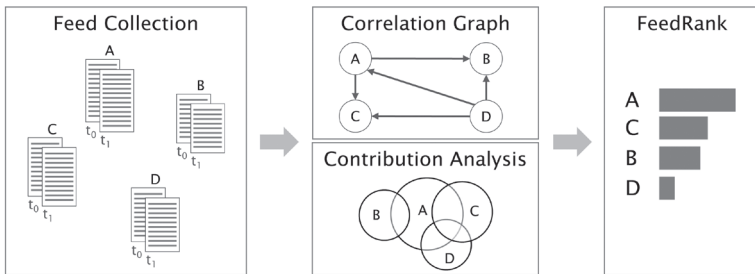 Feed Collection
A
B
t0 t1
t0 t1
C
D
t0 t1
t0 t1
Correlation Graph
A
B
C
D
Contribution Analysis
B
A
C
D
FeedRank
A
C
B
D